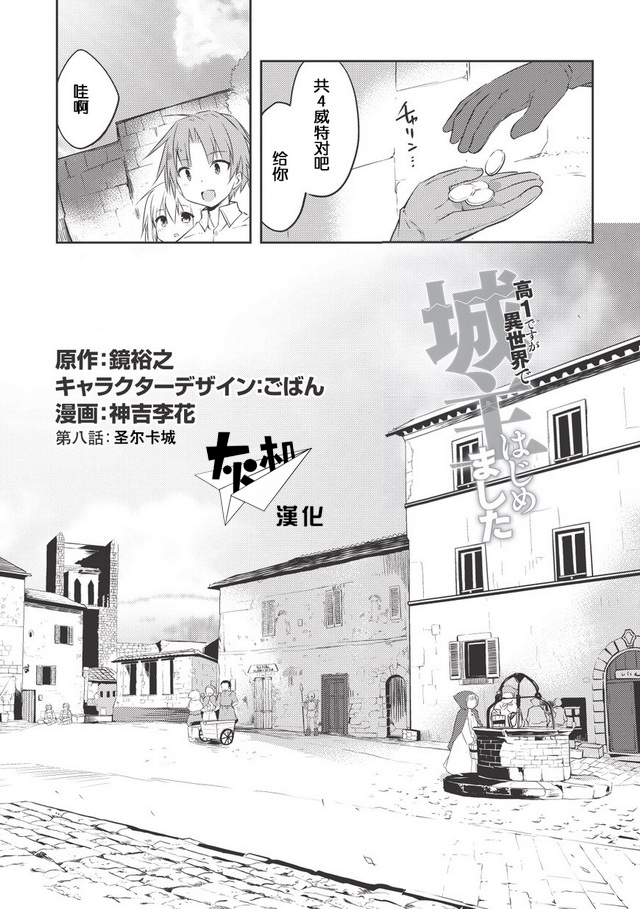 共4威特对吧
给你
チャリン…
哇啊
高1ですが
異世界で
城主
はじめ
ました
原作：鏡裕之
キャラクターデザイン：ごばん
漫画：神吉李花
第八話：圣尔卡城
灰机
漢化